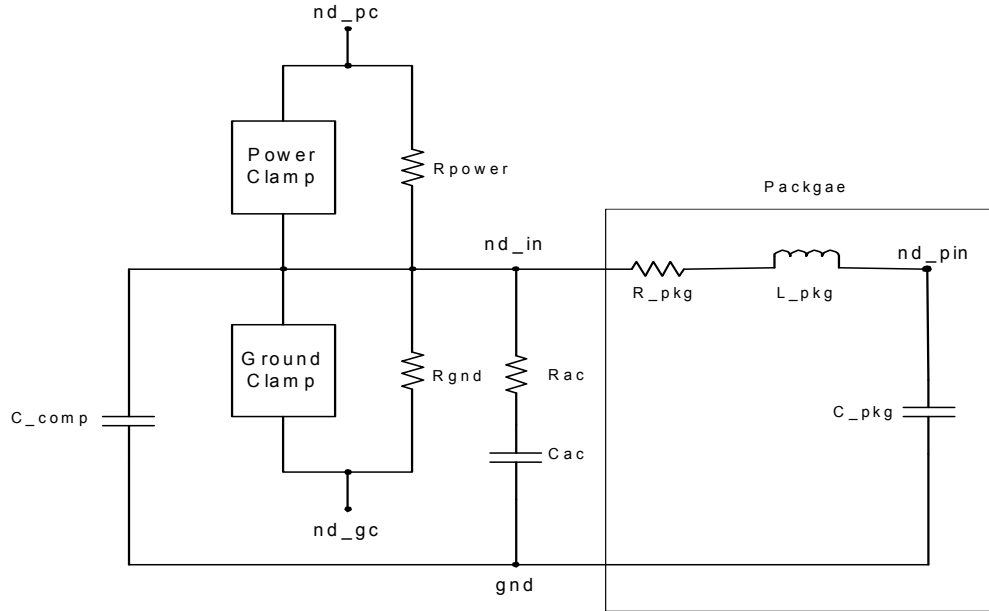 nd_pc
Power
Clamp
Rpower
Packgae
nd_in
nd_pin
R_pkg
L_pkg
Ground
Clamp
Rgnd
Rac
C_comp
C_pkg
Cac
nd_gc
gnd